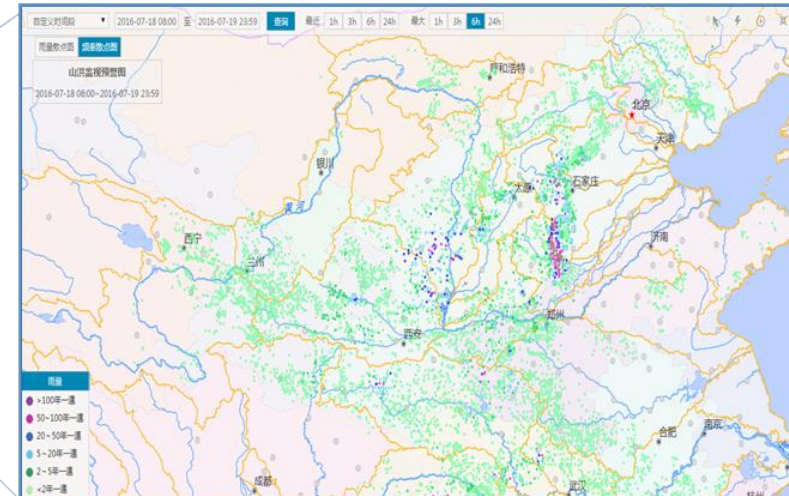 自定义时间段 2016-07-18 08:00 至 2016-07-19 23:59 查询 最近 1h 3h 6h 24h 最大 1h 3h 6h 24h
雨量散点图 频率散点图
山洪监视预警图
2016-07-18 08:00~2016-07-19 23:59
呼和浩特
北京
天津
银川
太原
石家庄
黄河
西宁
济南
兰州
郑州
西安
雨量
>100年一遇
50~100年一遇
20~50年一遇
5~20年一遇
2~5年一遇
<2年一遇
合肥
南京
成都
武汉
杭州